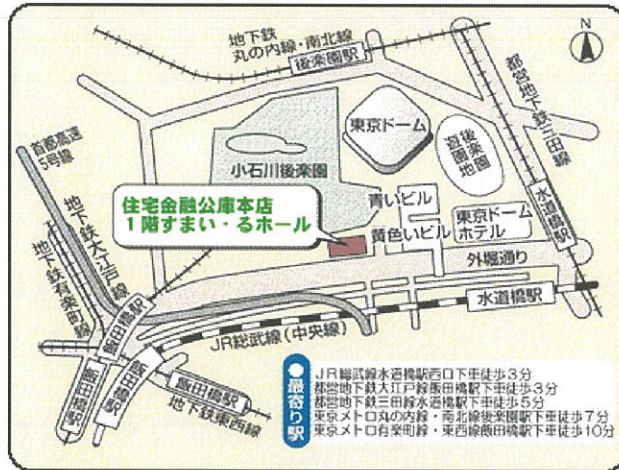 地下鉄
丸の内線・南北線
後楽園駅
N
都営地下鉄三田線
首都高速
5号線
東京ドーム
後楽園
遊園地
小石川後楽園
地下鉄大江戸線
地下鉄有楽町線
住宅金融公庫本店
1階すまい・るホール
青いビル
黄色いビル
東京ドーム
ホテル
水道橋駅
外堀通り
水道橋駅
飯田橋駅
飯田橋駅
飯田橋駅
飯田橋駅
JR総武線(中央線)
地下鉄東西線
●最寄り駅
JR総武線水道橋駅西口下車徒歩3分
都営地下鉄大江戸線飯田橋駅下車徒歩3分
都営地下鉄三田線水道橋駅下車徒歩5分
東京メトロ丸の内線・南北線後楽園駅下車徒歩7分
東京メトロ有楽町線・東西線飯田橋駅下車徒歩10分